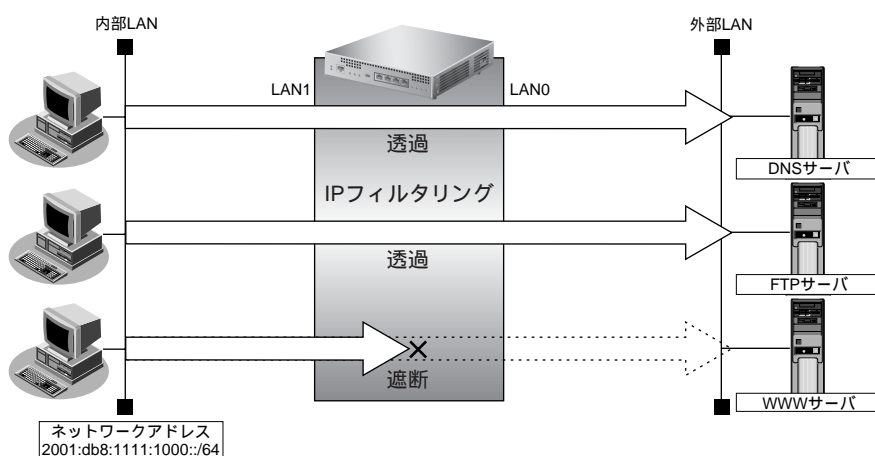 内部LAN
外部LAN
LAN1
LAN0
透過
DNSサーバ
IPフィルタリング
透過
FTPサーバ
遮断
WWWサーバ
ネットワークアドレス
2001:db8:1111:1000::/64